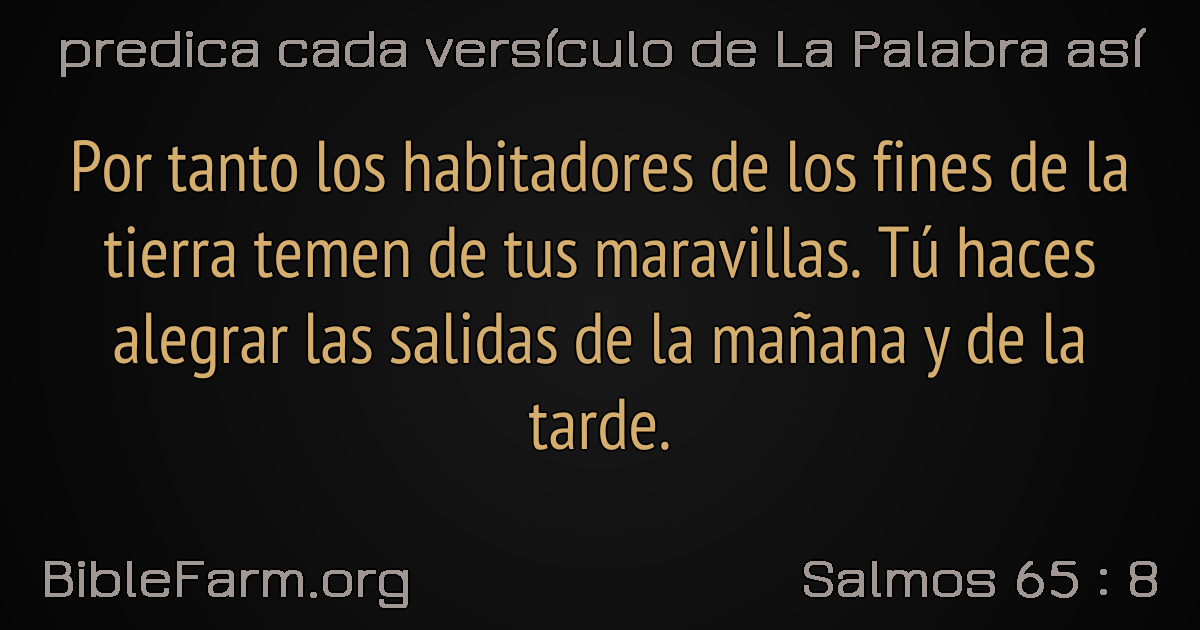 predica cada versículo de La Palabra así
Por tanto los habitadores de los fines de la
tierra temen de tus maravillas. Tú haces
alegrar las salidas de la mañana y de la
tarde.
BibleFarm.org
Salmos 65 : 8